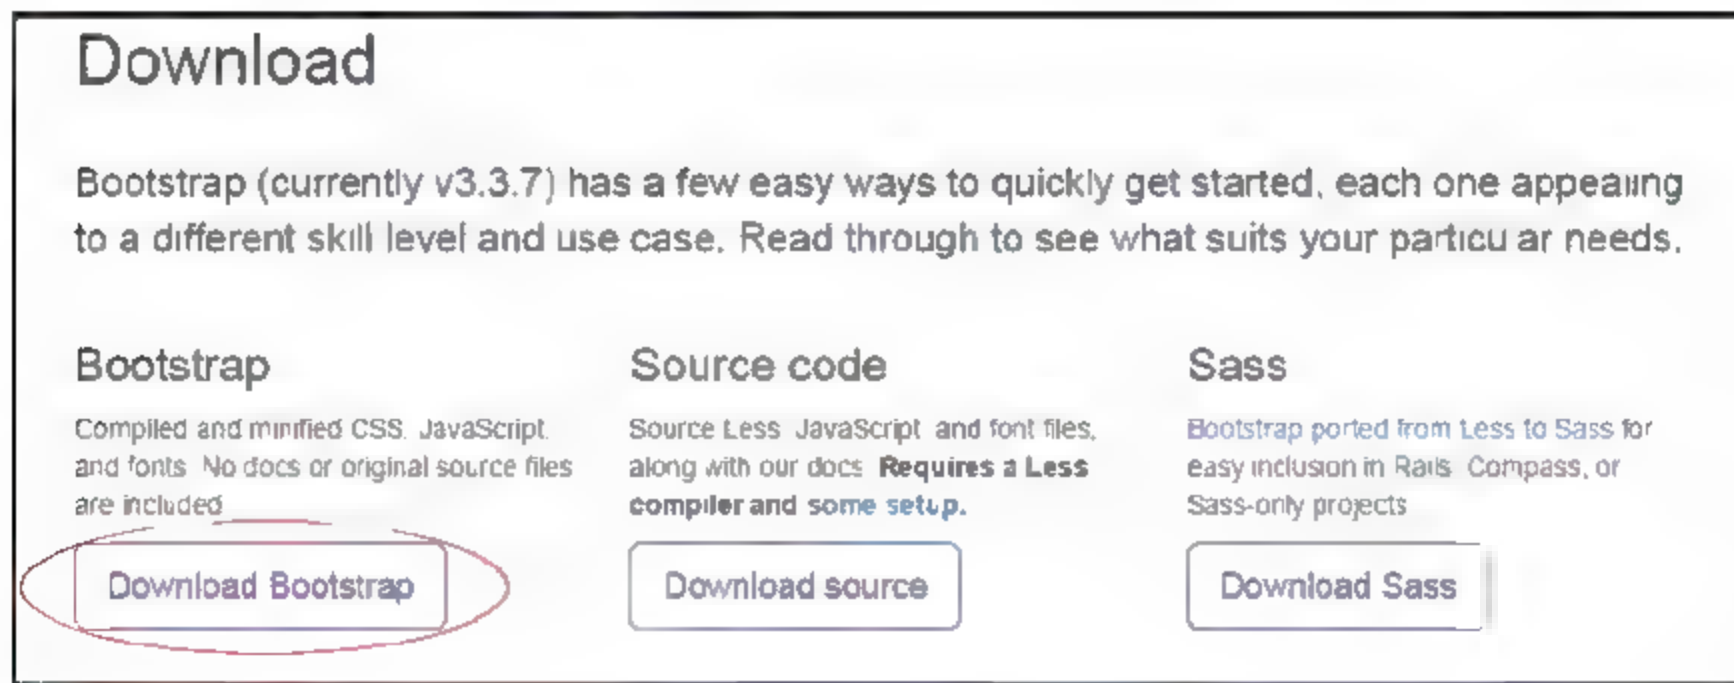 Download
Bootstrap (currently v3.3.7) has a few easy ways to quickly get started, each one appealing
to a different skill level and use case. Read through to see what suits your particular needs.
Bootstrap
Compiled and minified CSS, JavaScript,
and fonts. No docs or original source files
are included.
Download Bootstrap
Source code
Source Less, JavaScript, and font files,
along with our docs. Requires a Less
compiler and some setup.
Download source
Sass
Bootstrap ported from Less to Sass for
easy inclusion in Rails, Compass, or
Sass-only projects.
Download Sass